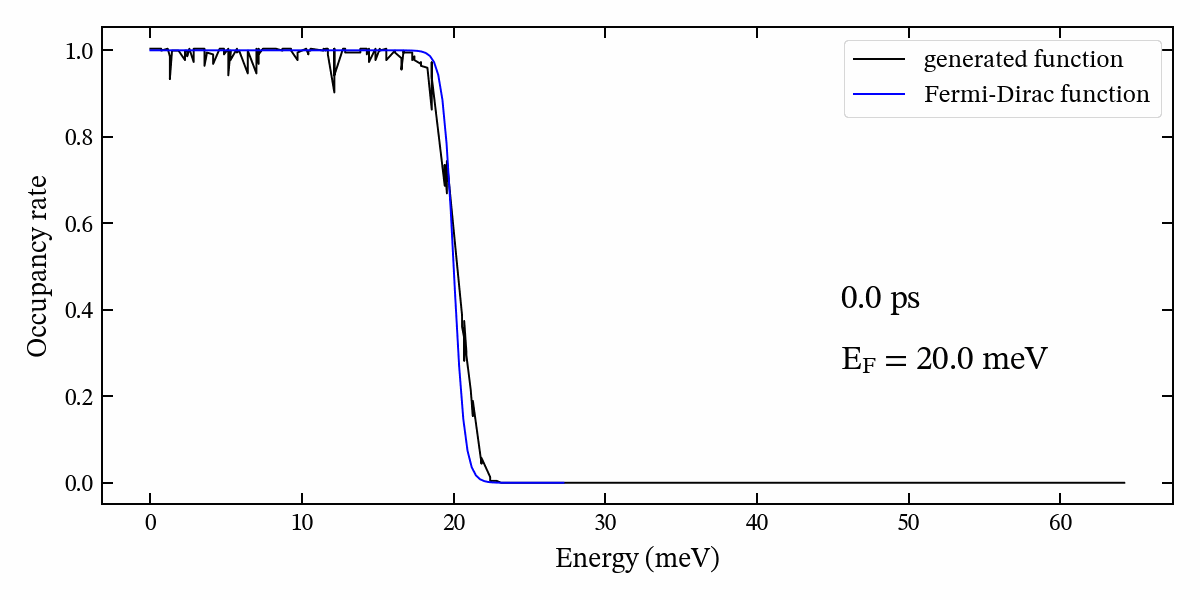 generated function
Fermi-Dirac function
1.0
0.8
0.6
0.4
0.2
0.0
Occupancy rate
0.0 ps
E_F = 20.0 meV
0 10 20 30 40 50 60
Energy (meV)